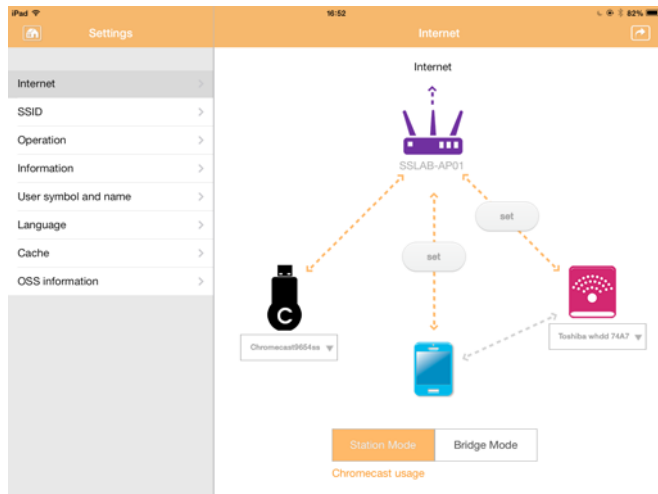 iPad 16:52 82%
Settings
Internet
Internet
SSID
Operation
Information
User symbol and name
Language
Cache
OSS information
Internet
SSLAB-AP01
set
set
C
Chromecast9664ss
Toshiba whdd 74A7
Station Mode
Bridge Mode
Chromecast usage